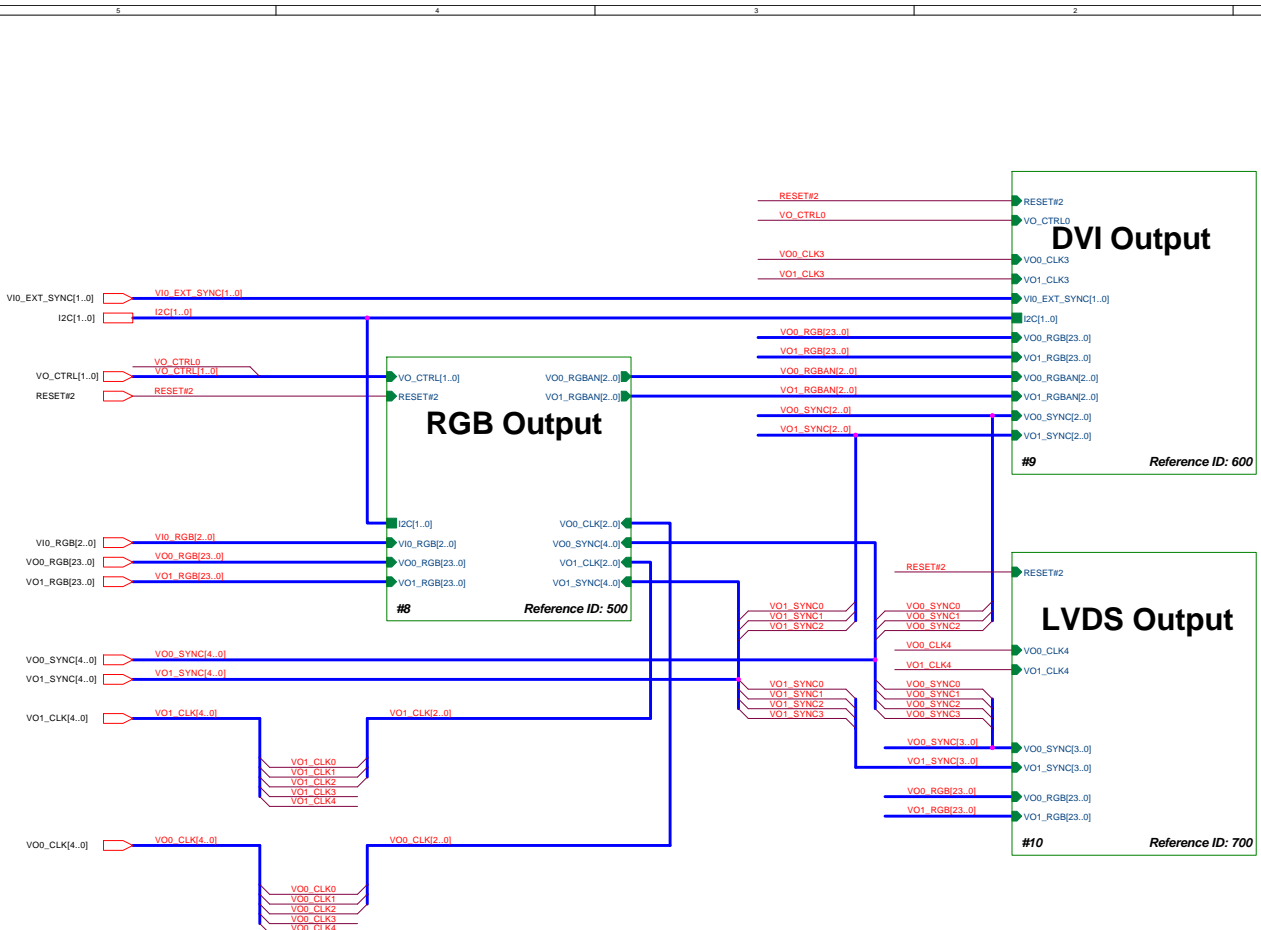 5 4 3 2
RESET#2
RESET#2
VO_CTRL0
VO_CTRL0
DVI Output
VO0_CLK3
VO0_CLK3
VO1_CLK3
VO1_CLK3
VI0_EXT_SYNC[1..0]
VI0_EXT_SYNC[1..0]
VI0_EXT_SYNC[1..0]
I2C[1..0]
I2C[1..0]
I2C[1..0]
VO0_RGB[23..0]
VO0_RGB[23..0]
VO1_RGB[23..0]
VO1_RGB[23..0]
VO_CTRL0
VO_CTRL[1..0]
VO_CTRL[1..0]
VO_CTRL[1..0]
VO0_RGBAN[2..0]
VO0_RGBAN[2..0]
VO0_RGBAN[2..0]
RESET#2
RESET#2
RESET#2
VO1_RGBAN[2..0]
VO1_RGBAN[2..0]
VO1_RGBAN[2..0]
RGB Output
VO0_SYNC[2..0]
VO0_SYNC[2..0]
VO1_SYNC[2..0]
VO1_SYNC[2..0]
#9 Reference ID: 600
I2C[1..0]
VO0_CLK[2..0]
VI0_RGB[2..0]
VI0_RGB[2..0]
VI0_RGB[2..0]
VO0_SYNC[4..0]
VO0_RGB[23..0]
VO0_RGB[23..0]
VO0_RGB[23..0]
VO1_CLK[2..0]
VO1_RGB[23..0]
VO1_RGB[23..0]
VO1_RGB[23..0]
VO1_SYNC[4..0]
#8 Reference ID: 500
RESET#2
RESET#2
LVDS Output
VO1_SYNC0
VO1_SYNC1
VO1_SYNC2
VO0_SYNC0
VO0_SYNC1
VO0_SYNC2
VO0_CLK4
VO0_CLK4
VO1_CLK4
VO1_CLK4
VO0_SYNC[4..0]
VO0_SYNC[4..0]
VO1_SYNC[4..0]
VO1_SYNC[4..0]
VO1_SYNC0
VO1_SYNC1
VO1_SYNC2
VO1_SYNC3
VO0_SYNC0
VO0_SYNC1
VO0_SYNC2
VO0_SYNC3
VO1_CLK[4..0]
VO1_CLK[4..0]
VO1_CLK[2..0]
VO0_SYNC[3..0]
VO0_SYNC[3..0]
VO1_SYNC[3..0]
VO1_SYNC[3..0]
VO1_CLK0
VO1_CLK1
VO1_CLK2
VO1_CLK3
VO1_CLK4
VO0_RGB[23..0]
VO0_RGB[23..0]
VO1_RGB[23..0]
VO1_RGB[23..0]
#10 Reference ID: 700
VO0_CLK[4..0]
VO0_CLK[4..0]
VO0_CLK[2..0]
VO0_CLK0
VO0_CLK1
VO0_CLK2
VO0_CLK3
VO0_CLK4